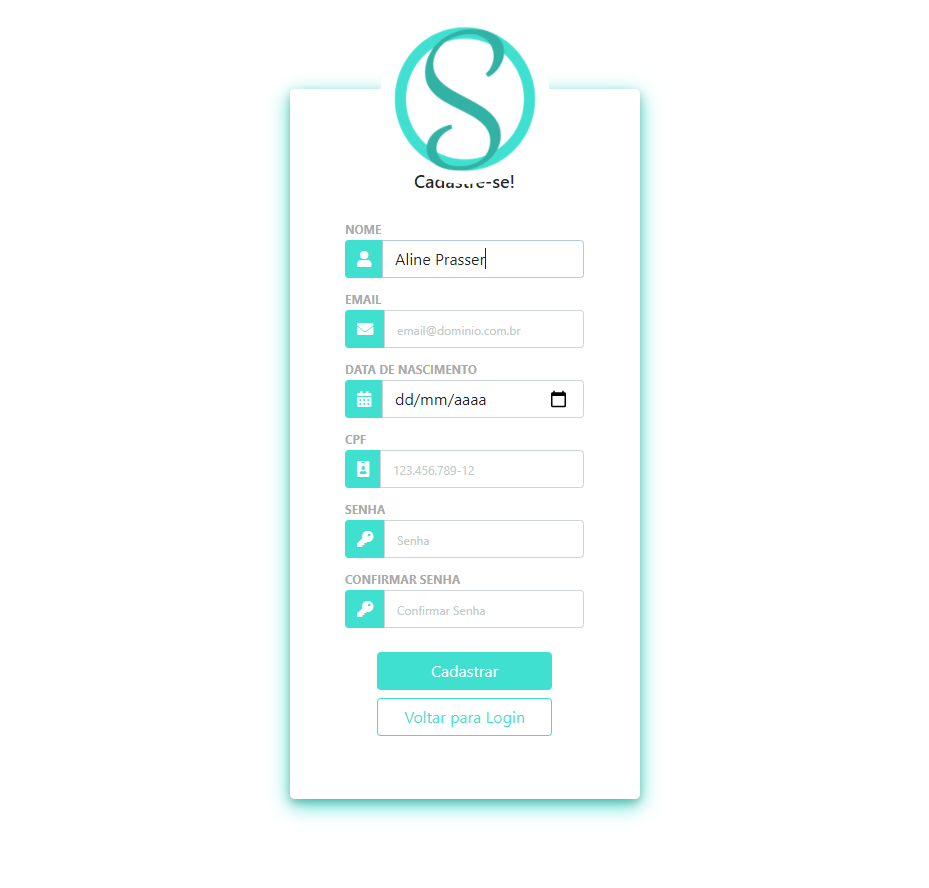 S
Cadastre-se!
NOME
Aline Prasser
EMAIL
email@dominio.com.br
DATA DE NASCIMENTO
dd/mm/aaaa
CPF
123.456.789-12
SENHA
Senha
CONFIRMAR SENHA
Confirmar Senha
Cadastrar
Voltar para Login